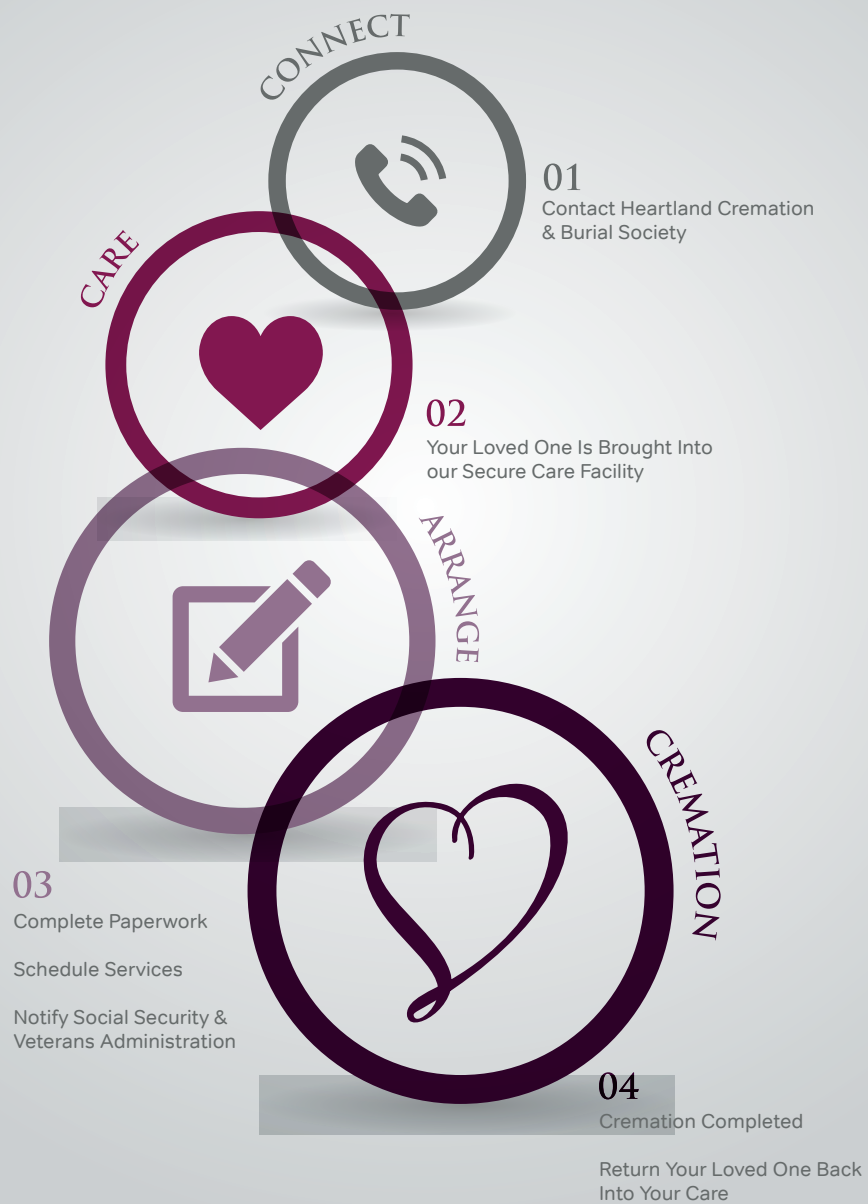 CONNECT
01
Contact Heartland Cremation
& Burial Society
CARE
02
Your Loved One Is Brought Into
our Secure Care Facility
ARRANGE
03
Complete Paperwork
Schedule Services
Notify Social Security &
Veterans Administration
CREMATION
04
Cremation Completed
Return Your Loved One Back
Into Your Care